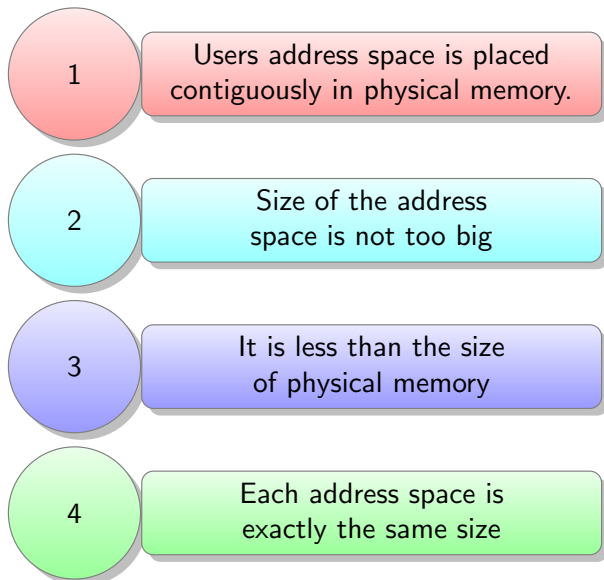 1
Users address space is placed
contiguously in physical memory.
2
Size of the address
space is not too big
3
It is less than the size
of physical memory
4
Each address space is
exactly the same size